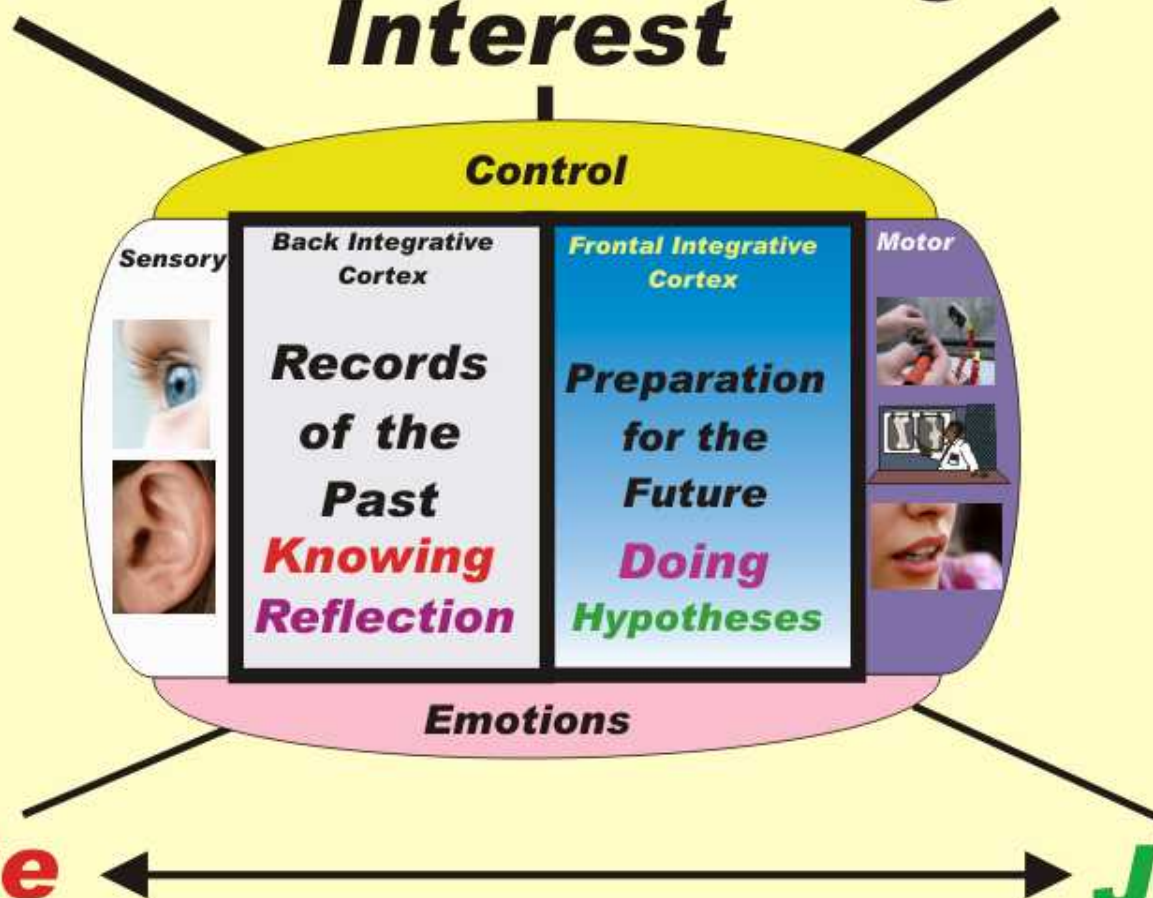 Interest
Control
Sensory
Back Integrative
Cortex
Records
of the
Past
Knowing
Reflection
Frontal Integrative
Cortex
Preparation
for the
Future
Doing
Hypotheses
Motor
Emotions
e
J